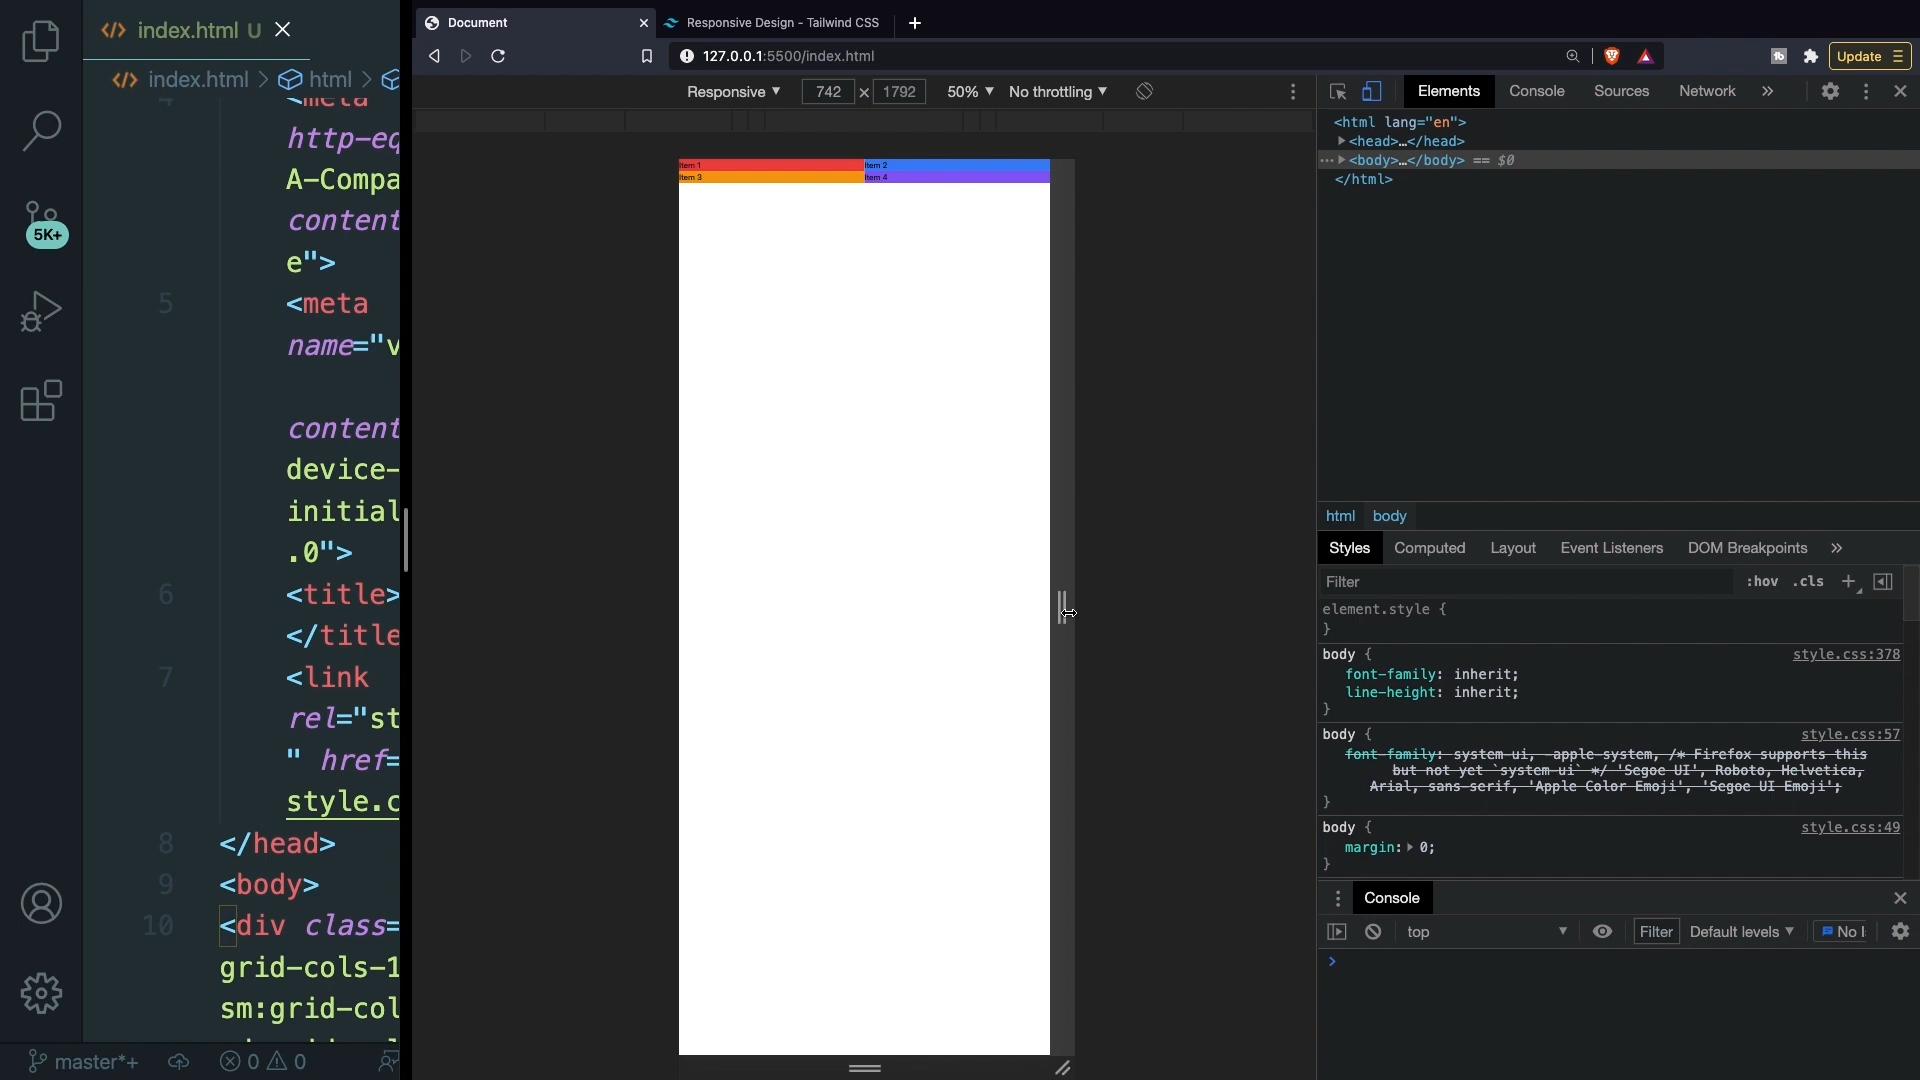 index.html U
index.html > html >
4 <meta
http-eq
A-Compa
content
e">
5 <meta
name="v
content
device-
initial
.0">
6 <title>
</title
7 <link
rel="st
" href=
style.c
8 </head>
9 <body>
10 <div class=
grid-cols-1
sm:grid-col
5K+
master*+ 0 0
Document
Responsive Design - Tailwind CSS
127.0.0.1:5500/index.html
Update
Responsive 742 × 1792 50% No throttling
Item 1 Item 2
Item 3 Item 4
Elements Console Sources Network »
<html lang="en">
<head>…</head>
<body>…</body> == $0
</html>
html body
Styles Computed Layout Event Listeners DOM Breakpoints »
Filter :hov .cls +
element.style {
}
body { style.css:378
font-family: inherit;
line-height: inherit;
}
body { style.css:57
font-family: system-ui, -apple-system, /* Firefox supports this
but not yet `system-ui` */ 'Segoe UI', Roboto, Helvetica,
Arial, sans-serif, 'Apple Color Emoji', 'Segoe UI Emoji';
}
body { style.css:49
margin: 0;
}
Console
top Filter Default levels No I
>